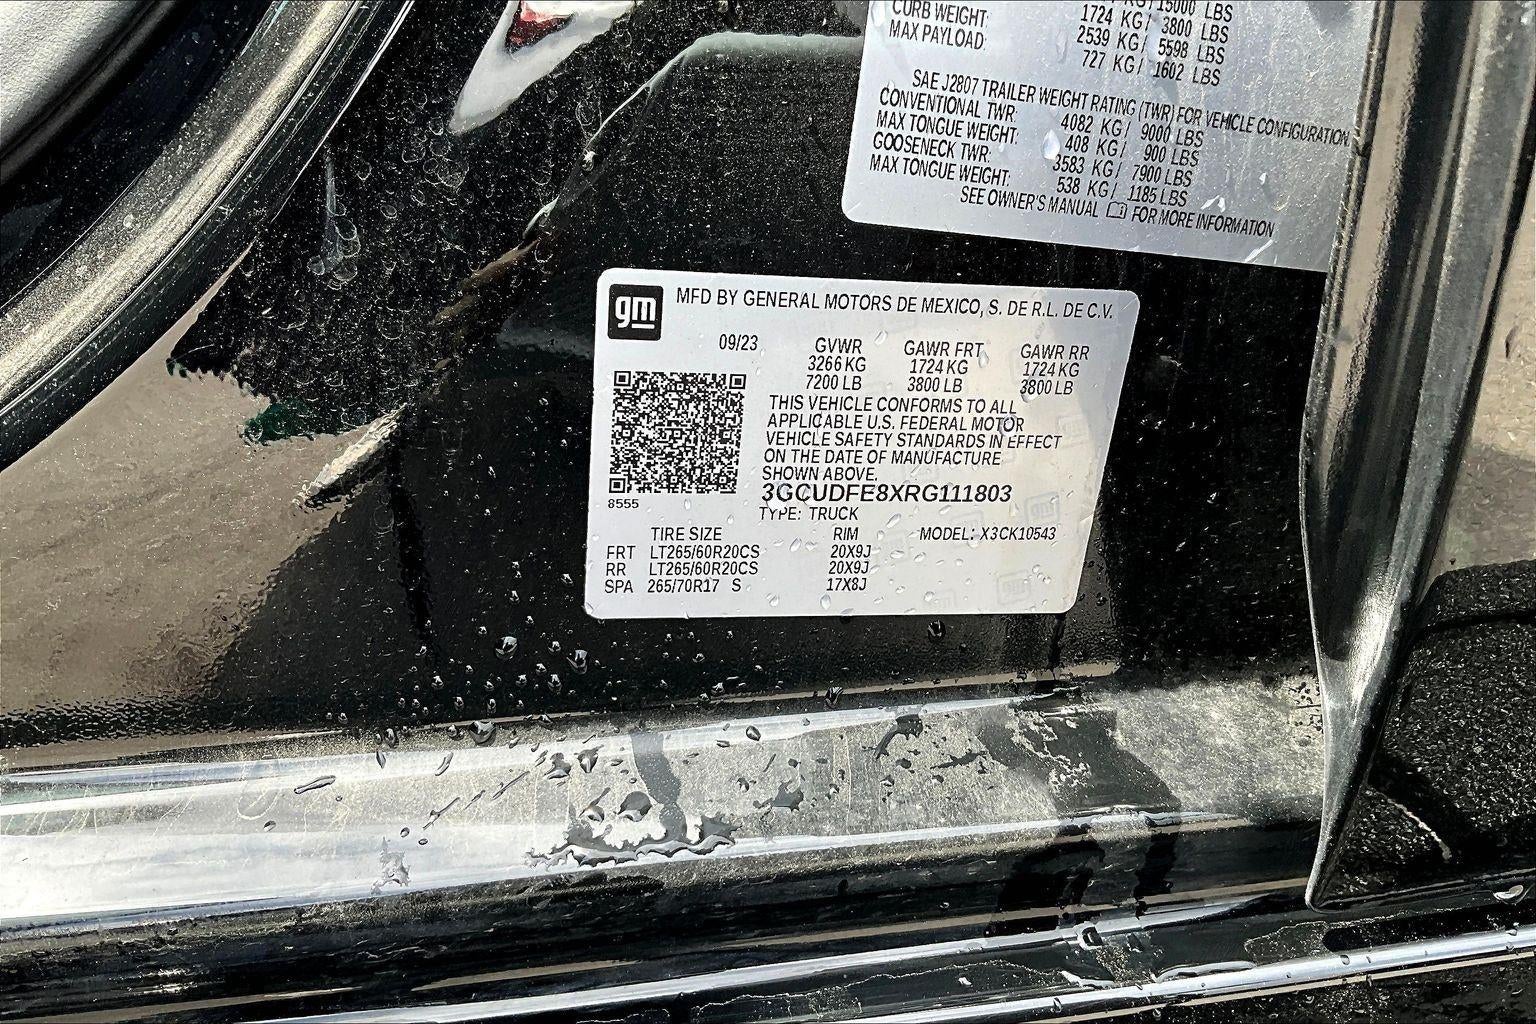 KG/15000 LBS
CURB WEIGHT: 1724 KG/ 3800 LBS
MAX PAYLOAD: 2539 KG/ 5598 LBS
727 KG/ 1602 LBS
SAE J2807 TRAILER WEIGHT RATING (TWR) FOR VEHICLE CONFIGURATION
CONVENTIONAL TWR: 4082 KG/ 9000 LBS
MAX TONGUE WEIGHT: 408 KG/ 900 LBS
GOOSENECK TWR: 3583 KG/ 7900 LBS
MAX TONGUE WEIGHT: 538 KG/ 1185 LBS
SEE OWNER'S MANUAL FOR MORE INFORMATION
gm MFD BY GENERAL MOTORS DE MEXICO, S. DE R.L. DE C.V.
09/23 GVWR GAWR FRT GAWR RR
3266 KG 1724 KG 1724 KG
7200 LB 3800 LB 3800 LB
THIS VEHICLE CONFORMS TO ALL
APPLICABLE U.S. FEDERAL MOTOR
VEHICLE SAFETY STANDARDS IN EFFECT
ON THE DATE OF MANUFACTURE
SHOWN ABOVE.
3GCUDFE8XRG111803
8555
TYPE: TRUCK
TIRE SIZE RIM MODEL: X3CK10543
FRT LT265/60R20CS 20X9J
RR LT265/60R20CS 20X9J
SPA 265/70R17 S 17X8J